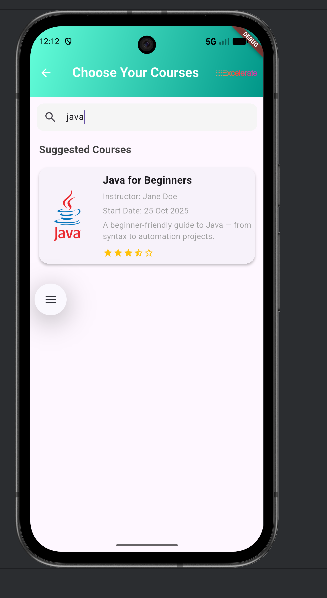 12:12
5G
DEBUG
Choose Your Courses
java
Suggested Courses
Java for Beginners
Instructor: Jane Doe
Start Date: 25 Oct 2025
A beginner-friendly guide to Java — from
syntax to automation projects.
Java